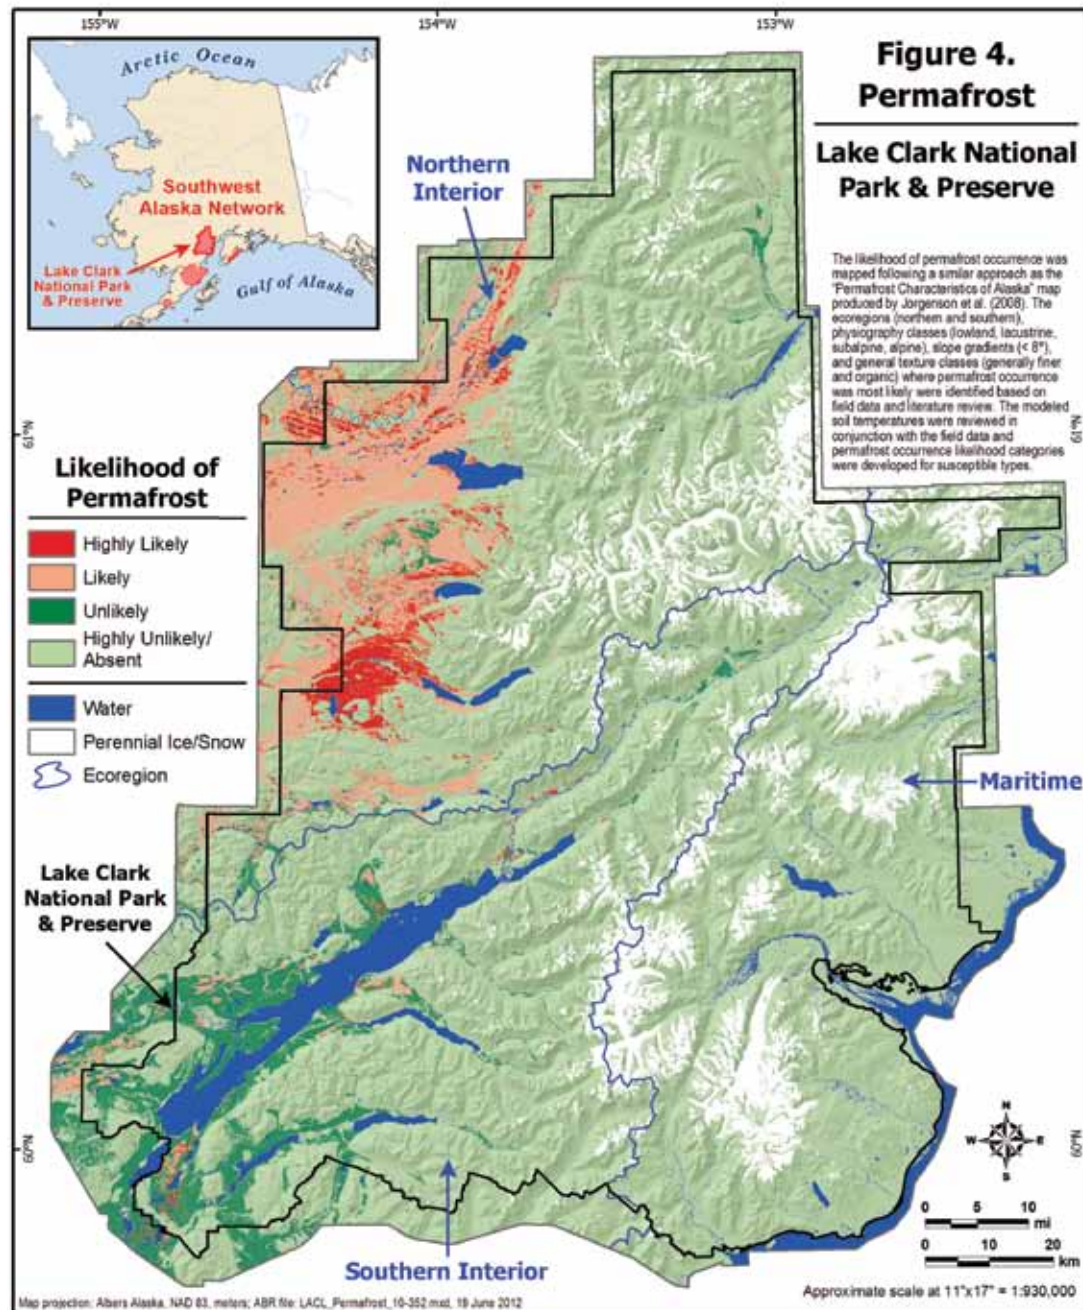 155°W
154°W
153°W
Arctic Ocean
Southwest
Alaska Network
Lake Clark
National Park
& Preserve
Gulf of Alaska
Figure 4.
Permafrost
Lake Clark National
Park & Preserve
The likelihood of permafrost occurrence was
mapped following a similar approach as the
"Permafrost Characteristics of Alaska" map
produced by Jorgenson et al. (2008). The
ecoregions (northern and southern),
physiography classes (lowland, lacustrine,
subalpine, alpine), slope gradients (< 8°),
and general texture classes (generally finer
and organic) where permafrost occurrence
was most likely were identified based on
field data and literature review. The modeled
soil temperatures were reviewed in
conjunction with the field data and
permafrost occurrence likelihood categories
were developed for susceptible types.
Northern
Interior
61°N
61°N
Likelihood of
Permafrost
Highly Likely
Likely
Unlikely
Highly Unlikely/
Absent
Water
Perennial Ice/Snow
Ecoregion
Maritime
Lake Clark
National Park
& Preserve
60°N
60°N
N
W E
S
0 5 10
mi
0 10 20
km
Southern Interior
Approximate scale at 11"x17" = 1:930,000
Map projection: Albers Alaska, NAD 83, meters; ABR file: LACL_Permafrost_10-352.mxd, 19 June 2012